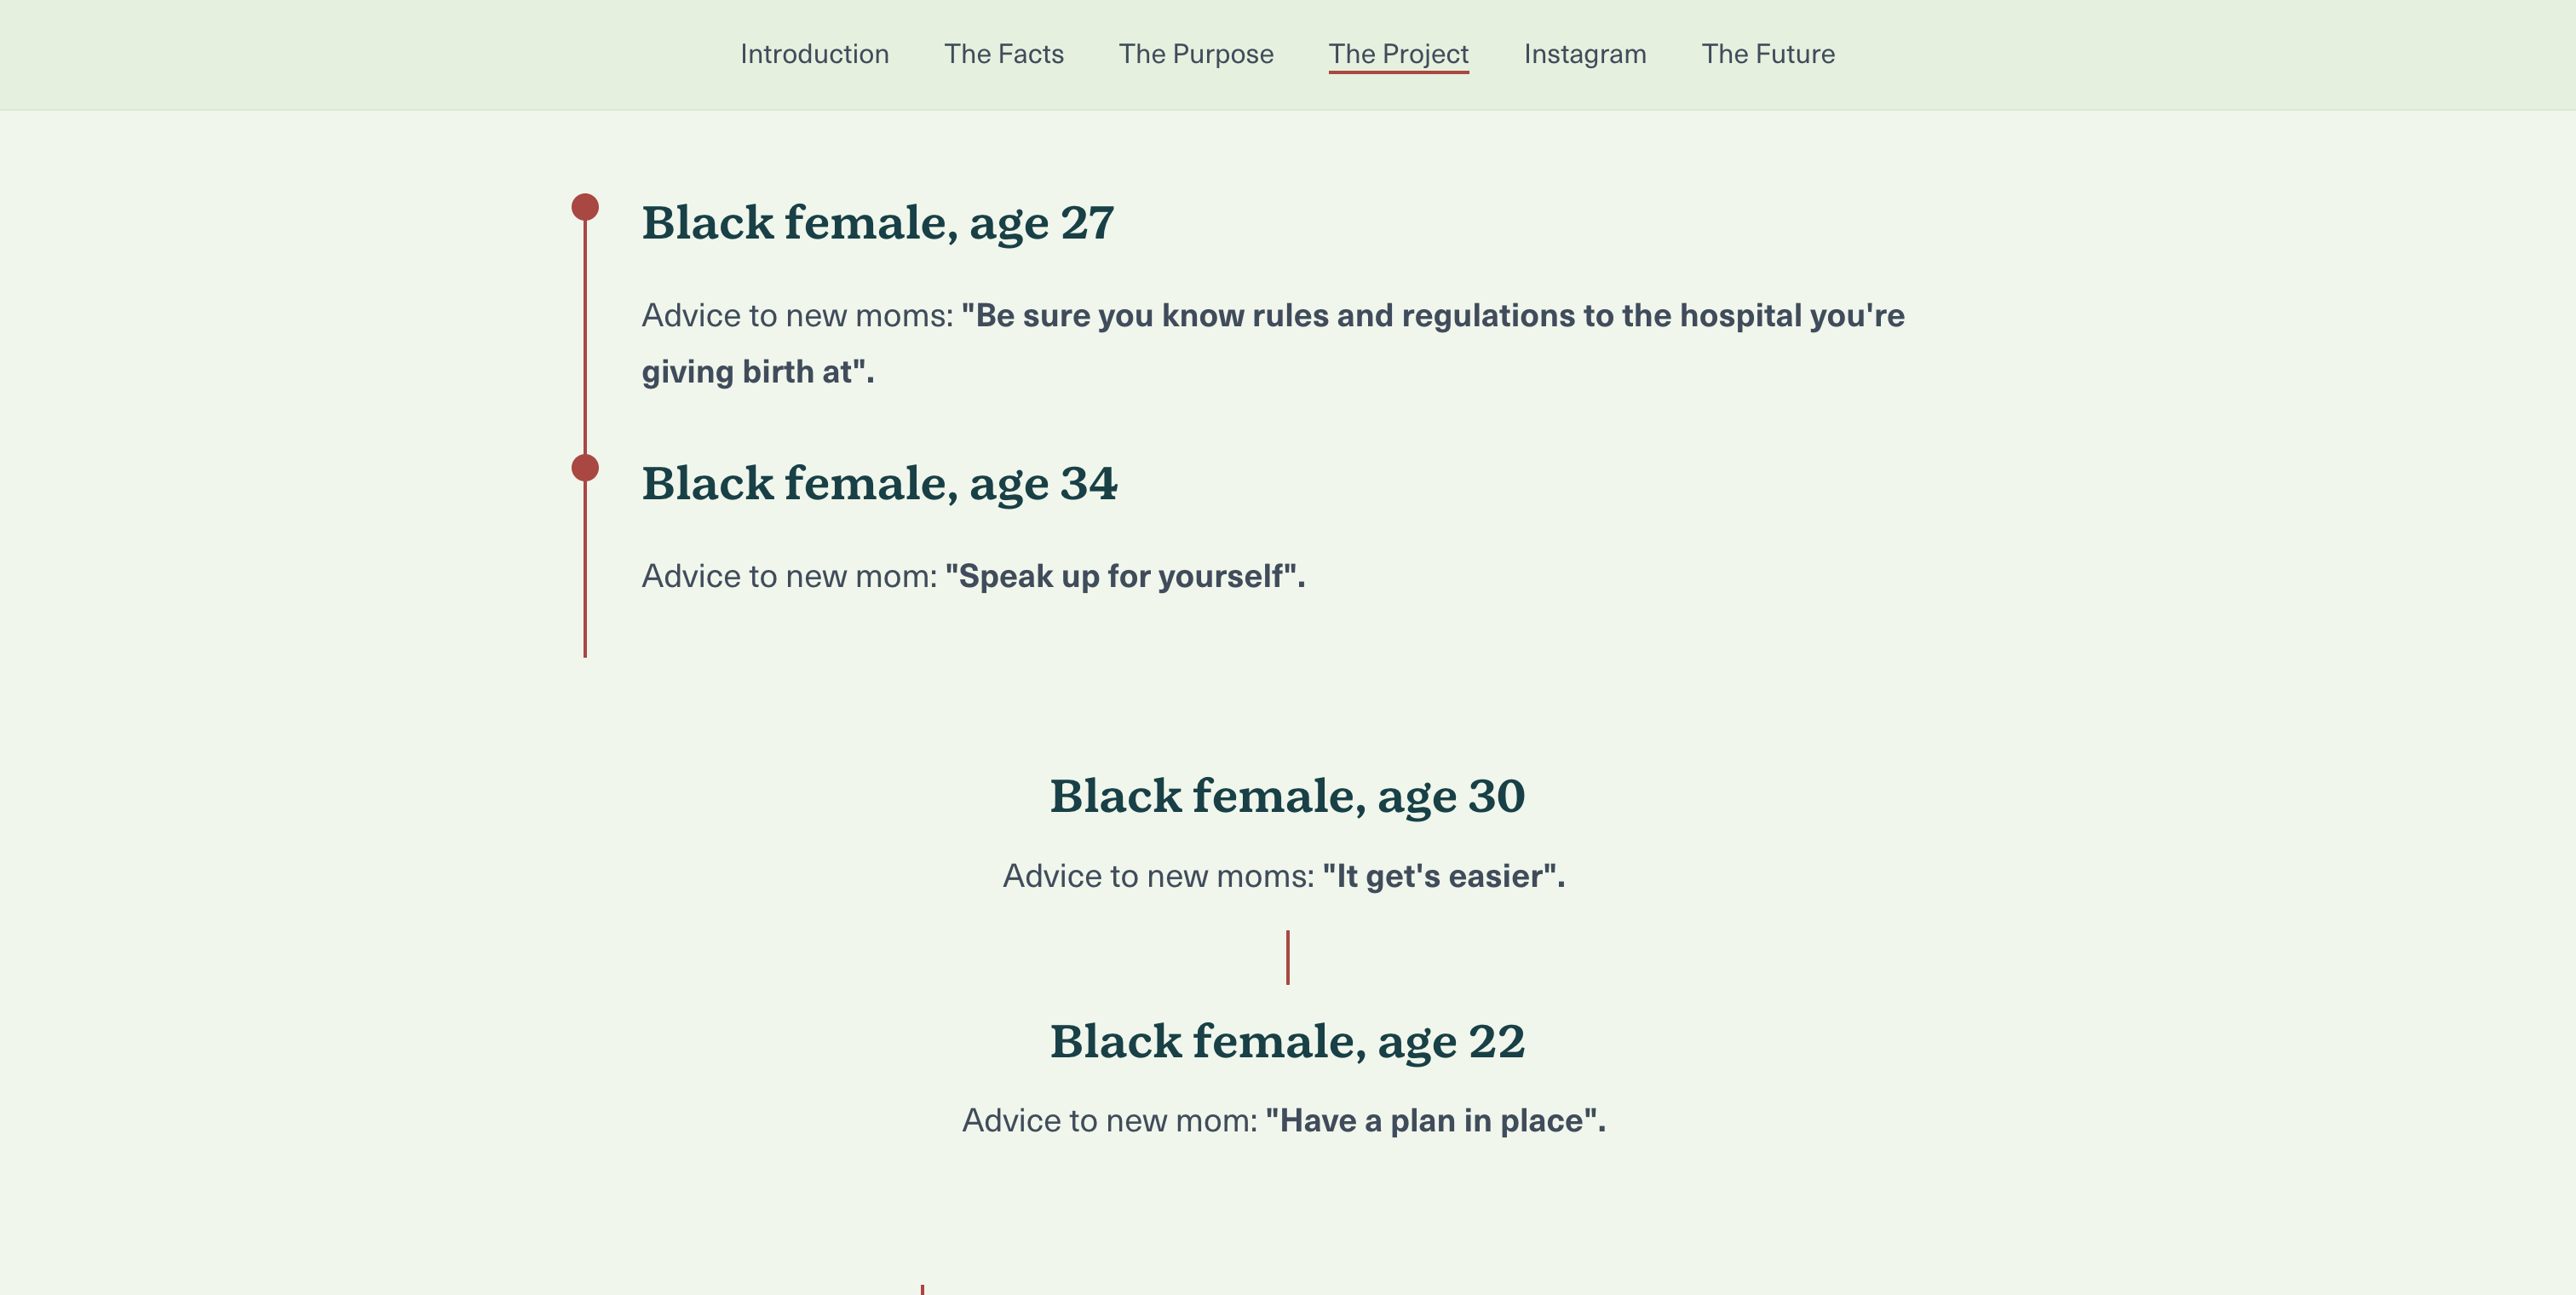 Introduction
The Facts
The Purpose
The Project
Instagram
The Future
Black female, age 27
Advice to new moms: "Be sure you know rules and regulations to the hospital you're
giving birth at".
Black female, age 34
Advice to new mom: "Speak up for yourself".
Black female, age 30
Advice to new moms: "It get's easier".
Black female, age 22
Advice to new mom: "Have a plan in place".